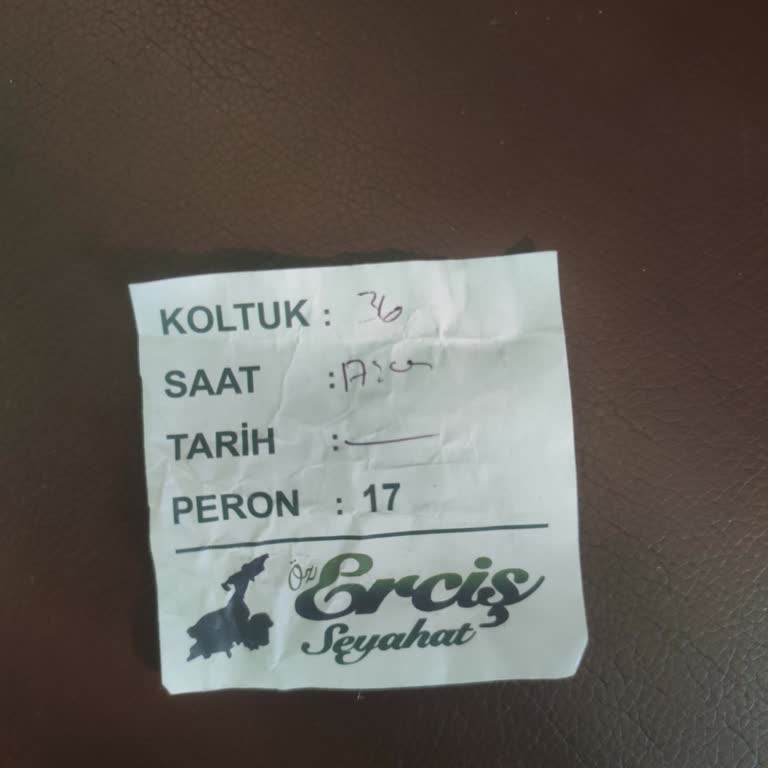 KOLTUK : 36
SAAT :
TARİH : —
PERON : 17
Öz Erciş
Seyahat